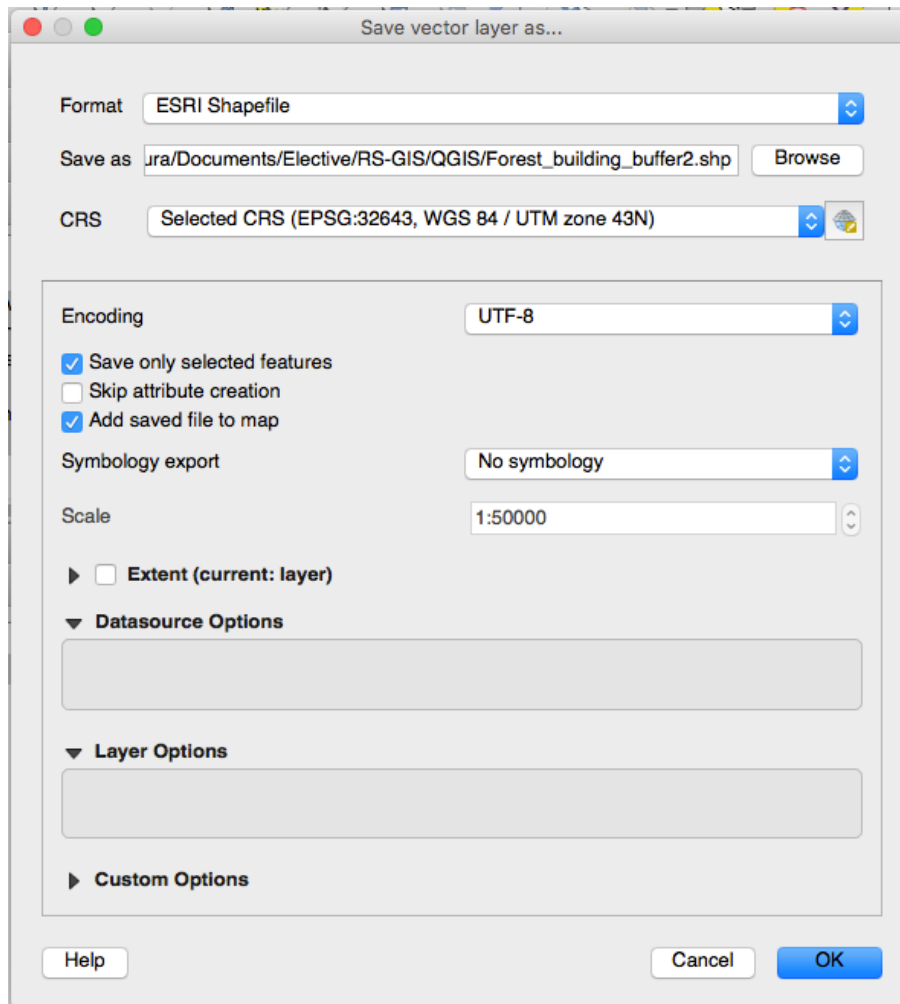 Save vector layer as...
Format ESRI Shapefile
Save as ura/Documents/Elective/RS-GIS/QGIS/Forest_building_buffer2.shp Browse
CRS Selected CRS (EPSG:32643, WGS 84 / UTM zone 43N)
Encoding UTF-8
Save only selected features
Skip attribute creation
Add saved file to map
Symbology export No symbology
Scale 1:50000
Extent (current: layer)
Datasource Options
Layer Options
Custom Options
Help Cancel OK